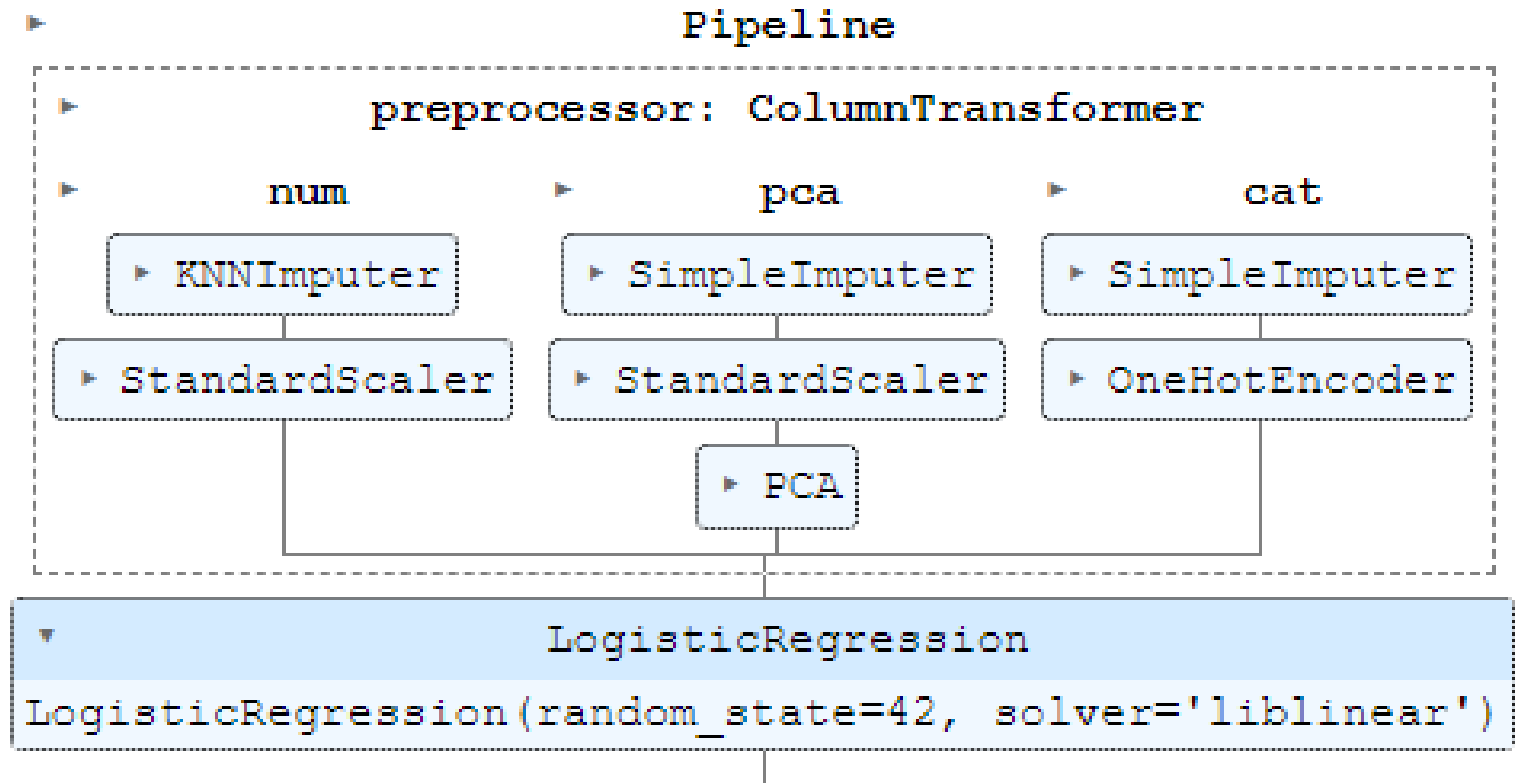 Pipeline
preprocessor: ColumnTransformer
num pca cat
KNNImputer SimpleImputer SimpleImputer
StandardScaler StandardScaler OneHotEncoder
PCA
LogisticRegression
LogisticRegression(random_state=42, solver='liblinear')